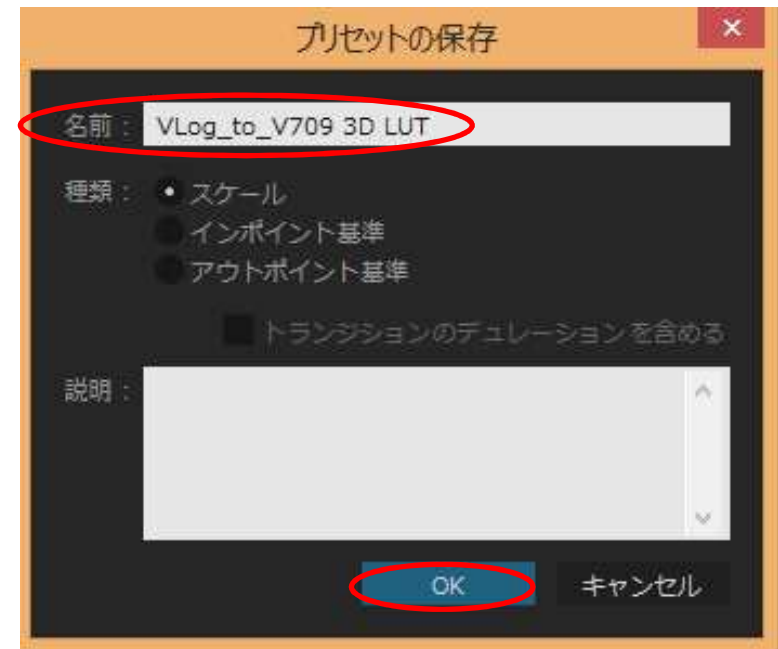 プリセットの保存
×
名前： VLog_to_V709 3D LUT
種類： スケール
インポイント基準
アウトポイント基準
トランジションのデュレーションを含める
説明：
OK キャンセル